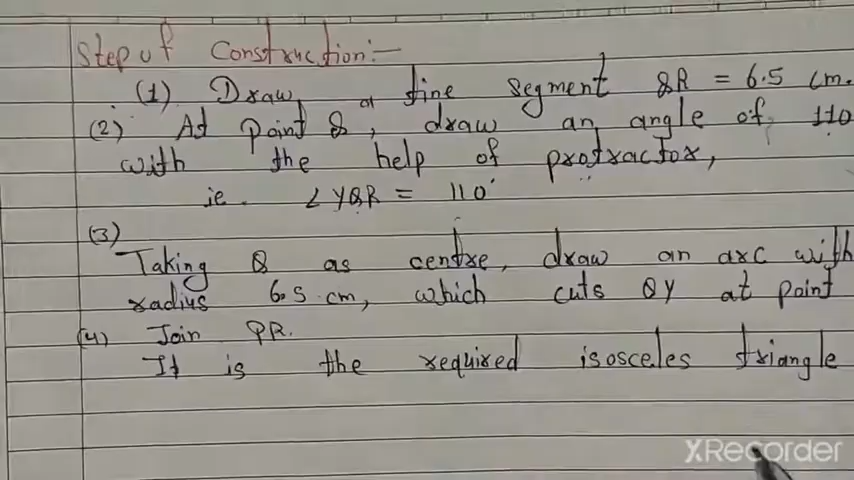 Step of Construction:-
(1) Draw a line segment QR = 6.5 cm.
(2) At point Q, draw an angle of 110
with the help of protractor,
ie. ∠YQR = 110°
(3)
Taking Q as centre, draw an arc with
radius 6.5 cm, which cuts QY at point
(4) Join PR.
It is the required isosceles triangle
XRecorder